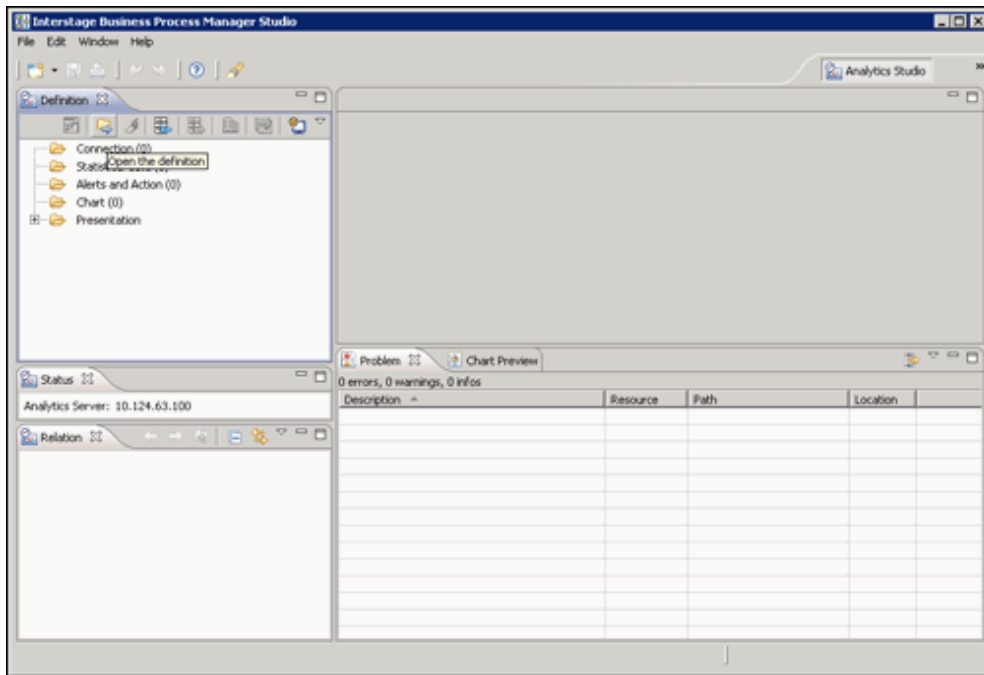 Interstage Business Process Manager Studio
File Edit Window Help
Analytics Studio
Definition
Connection (0)
Open the definition
Alerts and Action (0)
Chart (0)
Presentation
Problem Chart Preview
0 errors, 0 warnings, 0 infos
Description Resource Path Location
Status
Analytics Server: 10.124.63.100
Relation